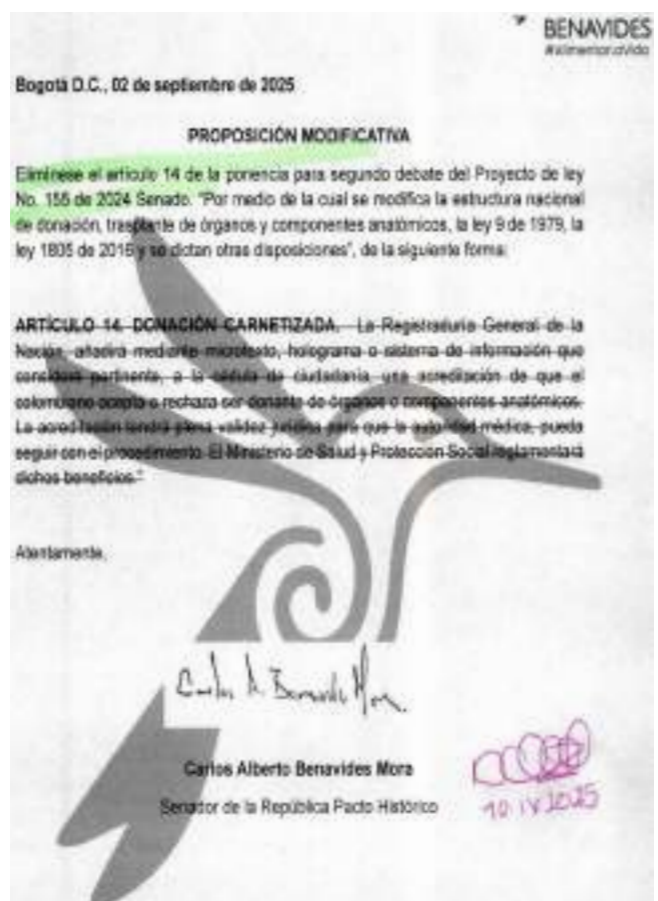 BENAVIDES
Bogotá D.C., 02 de septiembre de 2025
PROPOSICIÓN MODIFICATIVA
Elimínese el artículo 14 de la ponencia para segundo debate del Proyecto de ley
No. 155 de 2024 Senado. "Por medio de la cual se modifica la estructura nacional
de donación, trasplante de órganos y componentes anatómicos, la ley 9 de 1979, la
ley 1805 de 2016 y se dictan otras disposiciones", de la siguiente forma:
ARTÍCULO 14. DONACIÓN CARNETIZADA. La Registraduría General de la
Nación, añadirá mediante microtexto, holograma o sistema de información que
considere pertinente, a la cédula de ciudadanía, una acreditación de que el
colombiano acepta o rechaza ser donante de órganos o componentes anatómicos.
La acreditación tendrá plena validez jurídica para que la autoridad médica, pueda
seguir con el procedimiento. El Ministerio de Salud y Protección Social reglamentará
dichos beneficios."
Atentamente,
Carlos A Benavides Mora
Carlos Alberto Benavides Mora
Senador de la República Pacto Histórico
2025